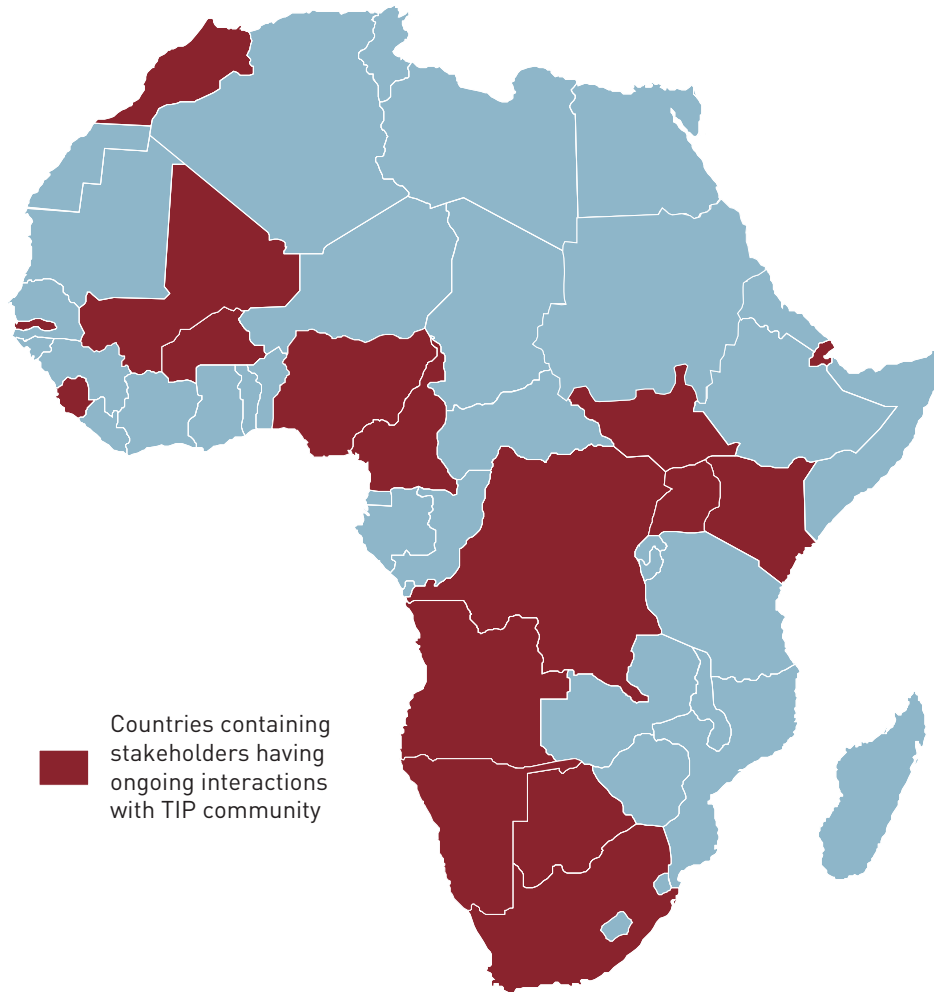 Countries containing
stakeholders having
ongoing interactions
with TIP community